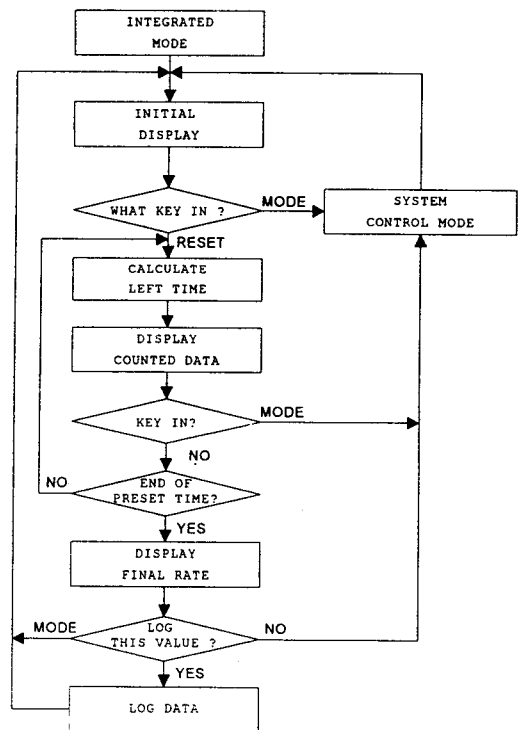 INTEGRATED
MODE
INITIAL
DISPLAY
WHAT KEY IN ?
MODE
SYSTEM
CONTROL MODE
RESET
CALCULATE
LEFT TIME
DISPLAY
COUNTED DATA
KEY IN?
MODE
NO
NO
END OF
PRESET TIME?
YES
DISPLAY
FINAL RATE
MODE
LOG
THIS VALUE ?
NO
YES
LOG DATA